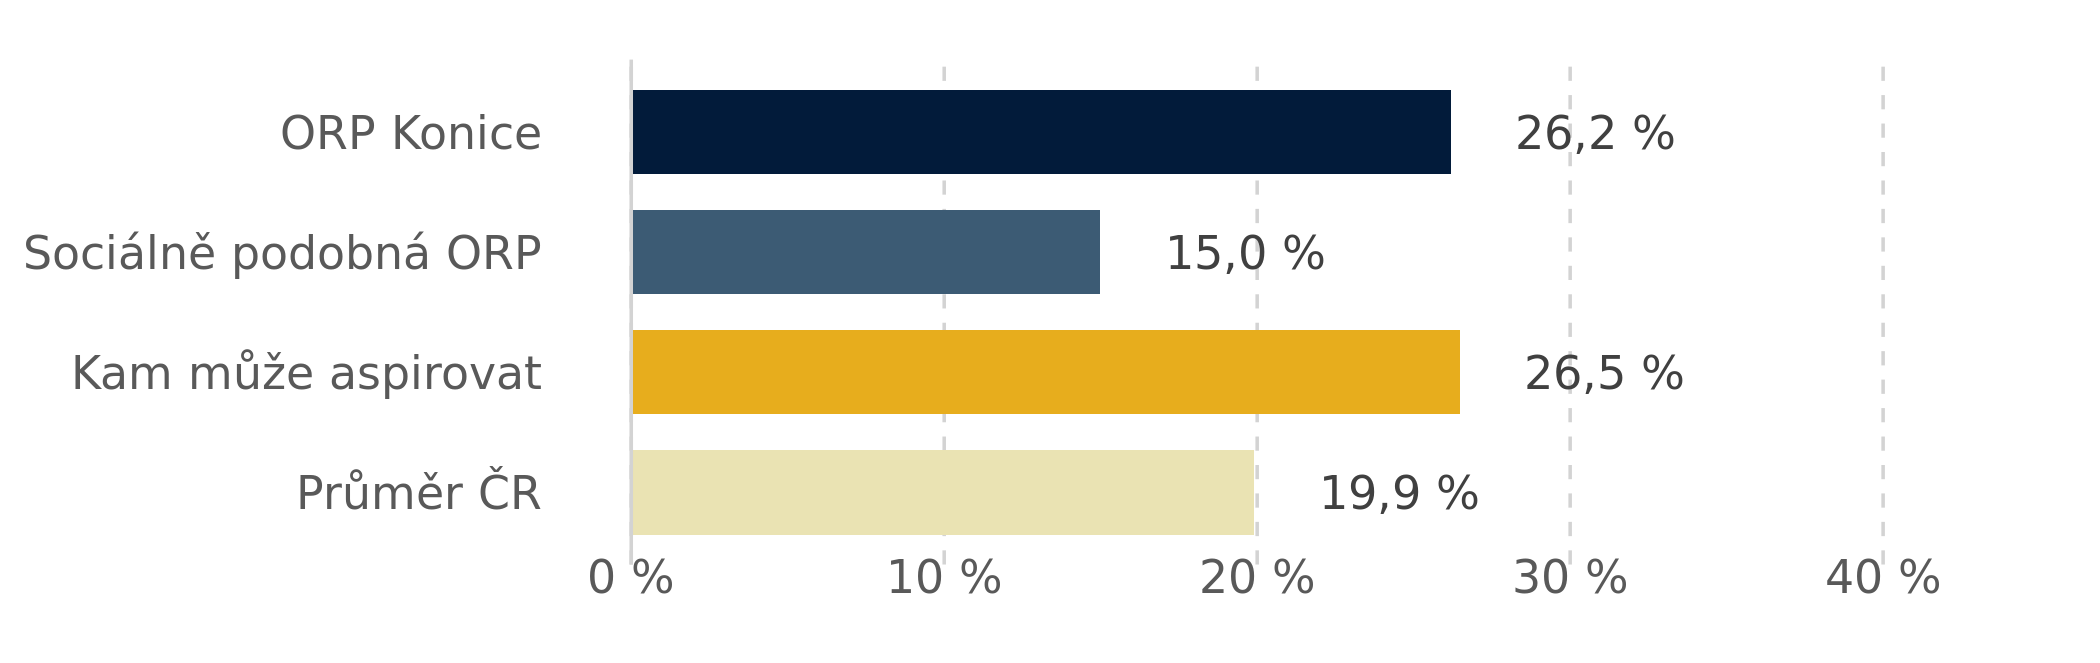 ORP Konice 26,2 %
Sociálně podobná ORP 15,0 %
Kam může aspirovat 26,5 %
Průměr ČR 19,9 %
0 % 10 % 20 % 30 % 40 %